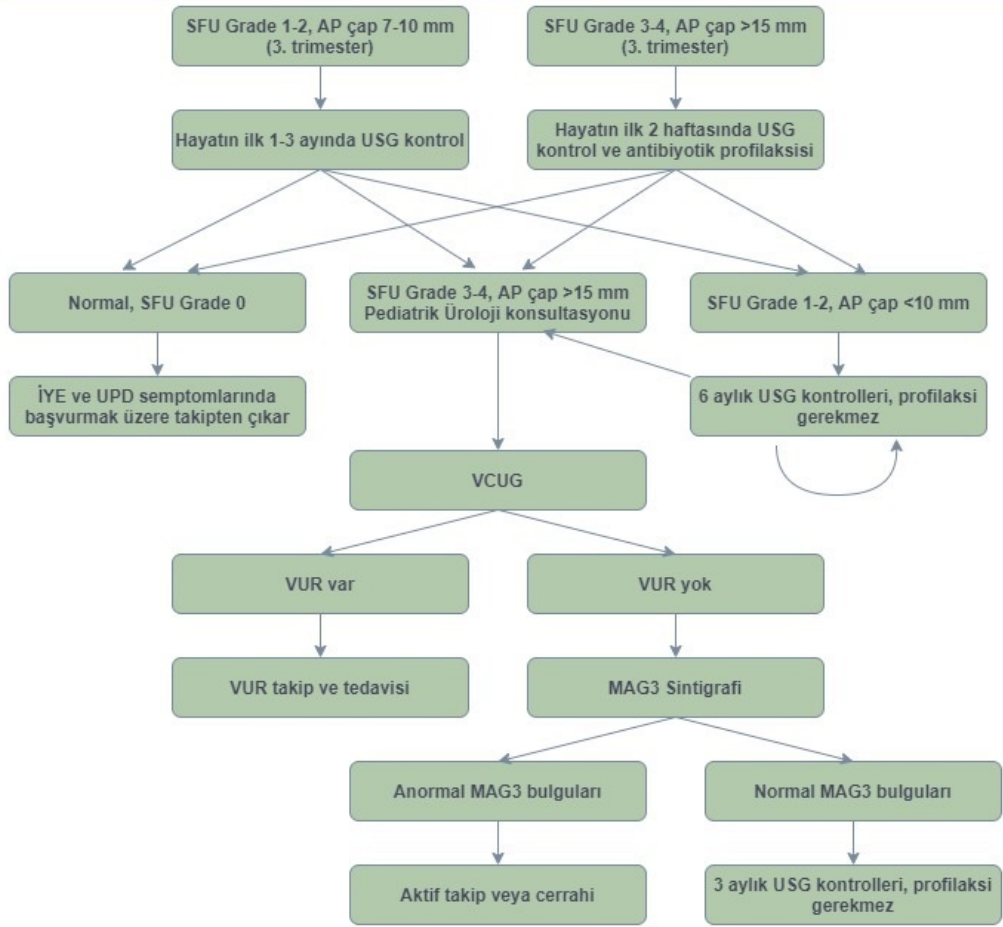 SFU Grade 1-2, AP çap 7-10 mm
(3. trimester)
SFU Grade 3-4, AP çap >15 mm
(3. trimester)
Hayatın ilk 1-3 ayında USG kontrol
Hayatın ilk 2 haftasında USG
kontrol ve antibiyotik profilaksisi
Normal, SFU Grade 0
SFU Grade 3-4, AP çap >15 mm
Pediatrik Üroloji konsultasyonu
SFU Grade 1-2, AP çap <10 mm
İYE ve UPD semptomlarında
başvurmak üzere takipten çıkar
6 aylık USG kontrolleri, profilaksi
gerekmez
VCUG
VUR var
VUR yok
VUR takip ve tedavisi
MAG3 Sintigrafi
Anormal MAG3 bulguları
Normal MAG3 bulguları
Aktif takip veya cerrahi
3 aylık USG kontrolleri, profilaksi
gerekmez